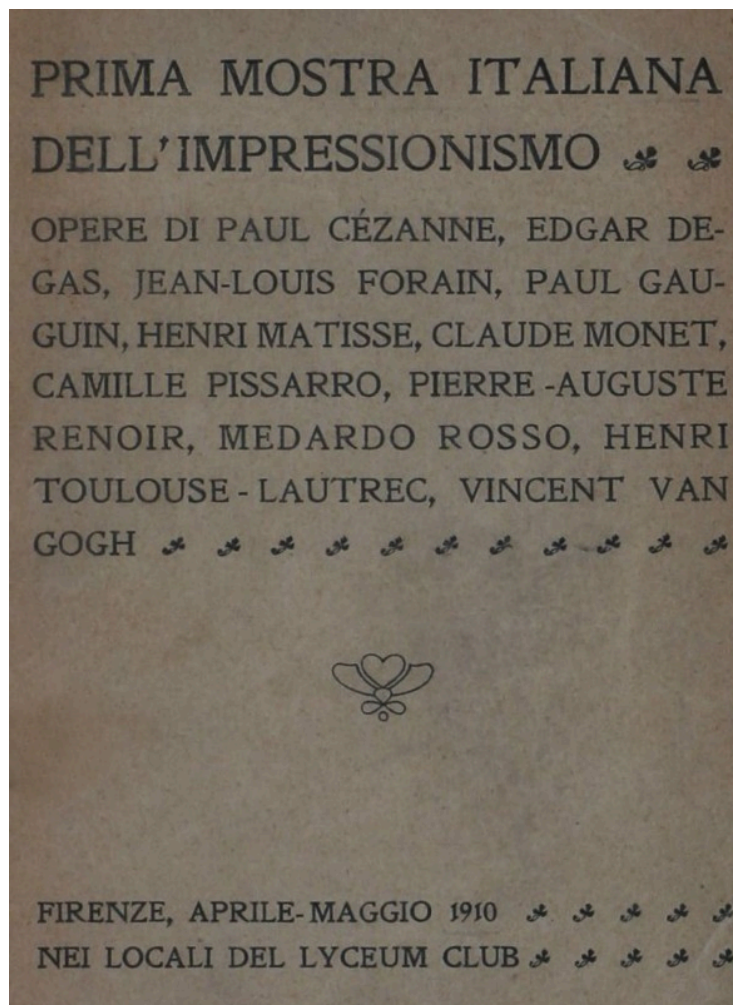 PRIMA MOSTRA ITALIANA
DELL'IMPRESSIONISMO
OPERE DI PAUL CÉZANNE, EDGAR DE-
GAS, JEAN-LOUIS FORAIN, PAUL GAU-
GUIN, HENRI MATISSE, CLAUDE MONET,
CAMILLE PISSARRO, PIERRE-AUGUSTE
RENOIR, MEDARDO ROSSO, HENRI
TOULOUSE-LAUTREC, VINCENT VAN
GOGH
FIRENZE, APRILE-MAGGIO 1910
NEI LOCALI DEL LYCEUM CLUB